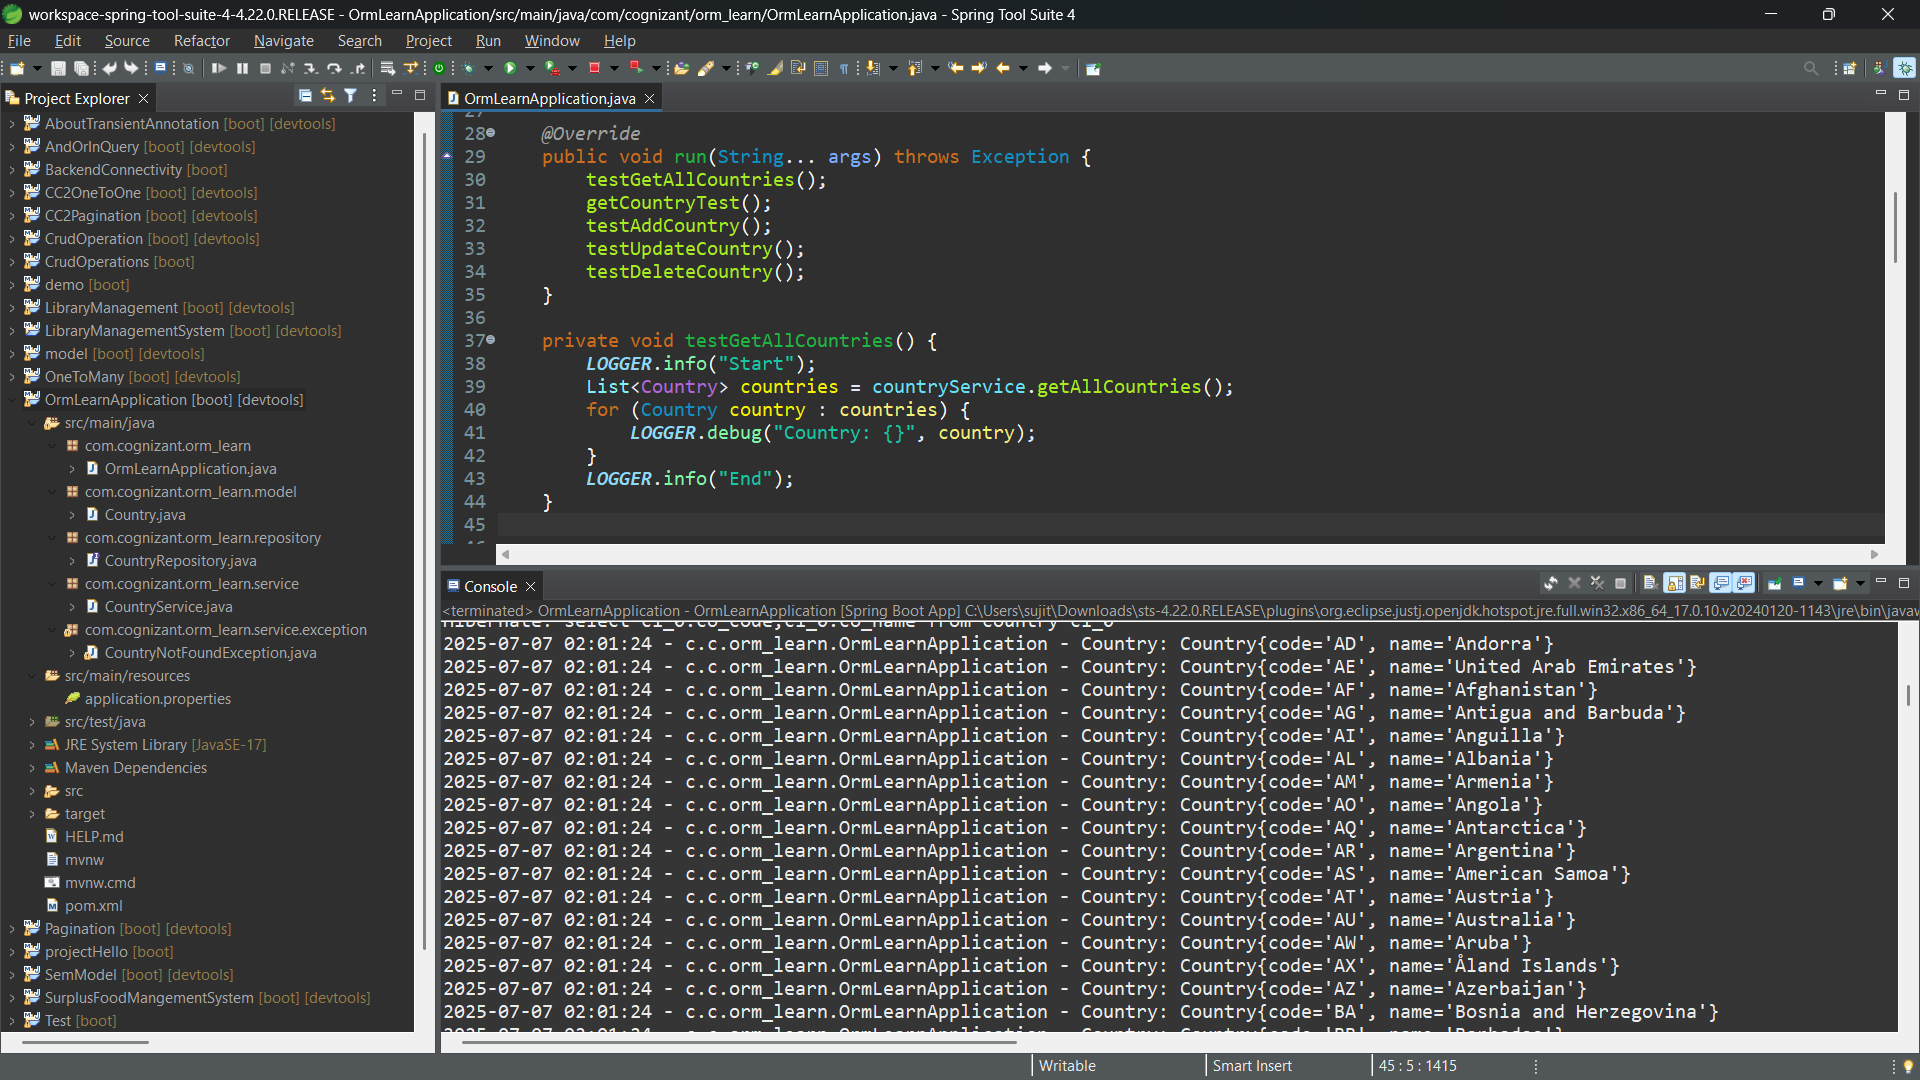 workspace-spring-tool-suite-4-4.22.0.RELEASE - OrmLearnApplication/src/main/java/com/cognizant/orm_learn/OrmLearnApplication.java - Spring Tool Suite 4
File Edit Source Refactor Navigate Search Project Run Window Help
Project Explorer
AboutTransientAnnotation [boot] [devtools]
AndOrInQuery [boot] [devtools]
BackendConnectivity [boot]
CC2OneToOne [boot] [devtools]
CC2Pagination [boot] [devtools]
CrudOperation [boot] [devtools]
CrudOperations [boot]
demo [boot]
LibraryManagement [boot] [devtools]
LibraryManagementSystem [boot] [devtools]
model [boot] [devtools]
OneToMany [boot] [devtools]
OrmLearnApplication [boot] [devtools]
src/main/java
com.cognizant.orm_learn
OrmLearnApplication.java
com.cognizant.orm_learn.model
Country.java
com.cognizant.orm_learn.repository
CountryRepository.java
com.cognizant.orm_learn.service
CountryService.java
com.cognizant.orm_learn.service.exception
CountryNotFoundException.java
src/main/resources
application.properties
src/test/java
JRE System Library [JavaSE-17]
Maven Dependencies
src
target
HELP.md
mvnw
mvnw.cmd
pom.xml
Pagination [boot] [devtools]
projectHello [boot]
SemModel [boot] [devtools]
SurplusFoodMangementSystem [boot] [devtools]
Test [boot]
OrmLearnApplication.java
27
28 @Override
29 public void run(String... args) throws Exception {
30 testGetAllCountries();
31 getCountryTest();
32 testAddCountry();
33 testUpdateCountry();
34 testDeleteCountry();
35 }
36
37 private void testGetAllCountries() {
38 LOGGER.info("Start");
39 List<Country> countries = countryService.getAllCountries();
40 for (Country country : countries) {
41 LOGGER.debug("Country: {}", country);
42 }
43 LOGGER.info("End");
44 }
45
Console
<terminated> OrmLearnApplication - OrmLearnApplication [Spring Boot App] C:\Users\sujit\Downloads\sts-4.22.0.RELEASE\plugins\org.eclipse.justj.openjdk.hotspot.jre.full.win32.x86_64_17.0.10.v20240120-1143\jre\bin\javaw
Hibernate: select c1_0.co_code,c1_0.co_name from country c1_0
2025-07-07 02:01:24 - c.c.orm_learn.OrmLearnApplication - Country: Country{code='AD', name='Andorra'}
2025-07-07 02:01:24 - c.c.orm_learn.OrmLearnApplication - Country: Country{code='AE', name='United Arab Emirates'}
2025-07-07 02:01:24 - c.c.orm_learn.OrmLearnApplication - Country: Country{code='AF', name='Afghanistan'}
2025-07-07 02:01:24 - c.c.orm_learn.OrmLearnApplication - Country: Country{code='AG', name='Antigua and Barbuda'}
2025-07-07 02:01:24 - c.c.orm_learn.OrmLearnApplication - Country: Country{code='AI', name='Anguilla'}
2025-07-07 02:01:24 - c.c.orm_learn.OrmLearnApplication - Country: Country{code='AL', name='Albania'}
2025-07-07 02:01:24 - c.c.orm_learn.OrmLearnApplication - Country: Country{code='AM', name='Armenia'}
2025-07-07 02:01:24 - c.c.orm_learn.OrmLearnApplication - Country: Country{code='AO', name='Angola'}
2025-07-07 02:01:24 - c.c.orm_learn.OrmLearnApplication - Country: Country{code='AQ', name='Antarctica'}
2025-07-07 02:01:24 - c.c.orm_learn.OrmLearnApplication - Country: Country{code='AR', name='Argentina'}
2025-07-07 02:01:24 - c.c.orm_learn.OrmLearnApplication - Country: Country{code='AS', name='American Samoa'}
2025-07-07 02:01:24 - c.c.orm_learn.OrmLearnApplication - Country: Country{code='AT', name='Austria'}
2025-07-07 02:01:24 - c.c.orm_learn.OrmLearnApplication - Country: Country{code='AU', name='Australia'}
2025-07-07 02:01:24 - c.c.orm_learn.OrmLearnApplication - Country: Country{code='AW', name='Aruba'}
2025-07-07 02:01:24 - c.c.orm_learn.OrmLearnApplication - Country: Country{code='AX', name='Åland Islands'}
2025-07-07 02:01:24 - c.c.orm_learn.OrmLearnApplication - Country: Country{code='AZ', name='Azerbaijan'}
2025-07-07 02:01:24 - c.c.orm_learn.OrmLearnApplication - Country: Country{code='BA', name='Bosnia and Herzegovina'}
2025-07-07 02:01:24 - c.c.orm_learn.OrmLearnApplication - Country: Country{code='BB', name='Barbados'}
Writable Smart Insert 45 : 5 : 1415